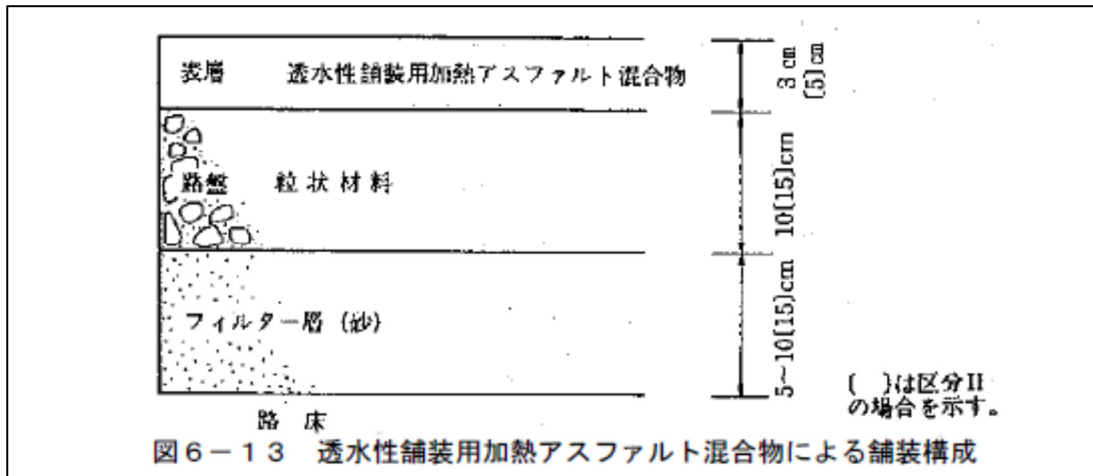 表層 透水性舗装用加熱アスファルト混合物
3cm
〔5〕cm
路盤 粒状材料
10〔15〕cm
フィルター層 (砂)
5〜10〔15〕cm
路床
〔 〕は区分II
の場合を示す。
図6-13 透水性舗装用加熱アスファルト混合物による舗装構成